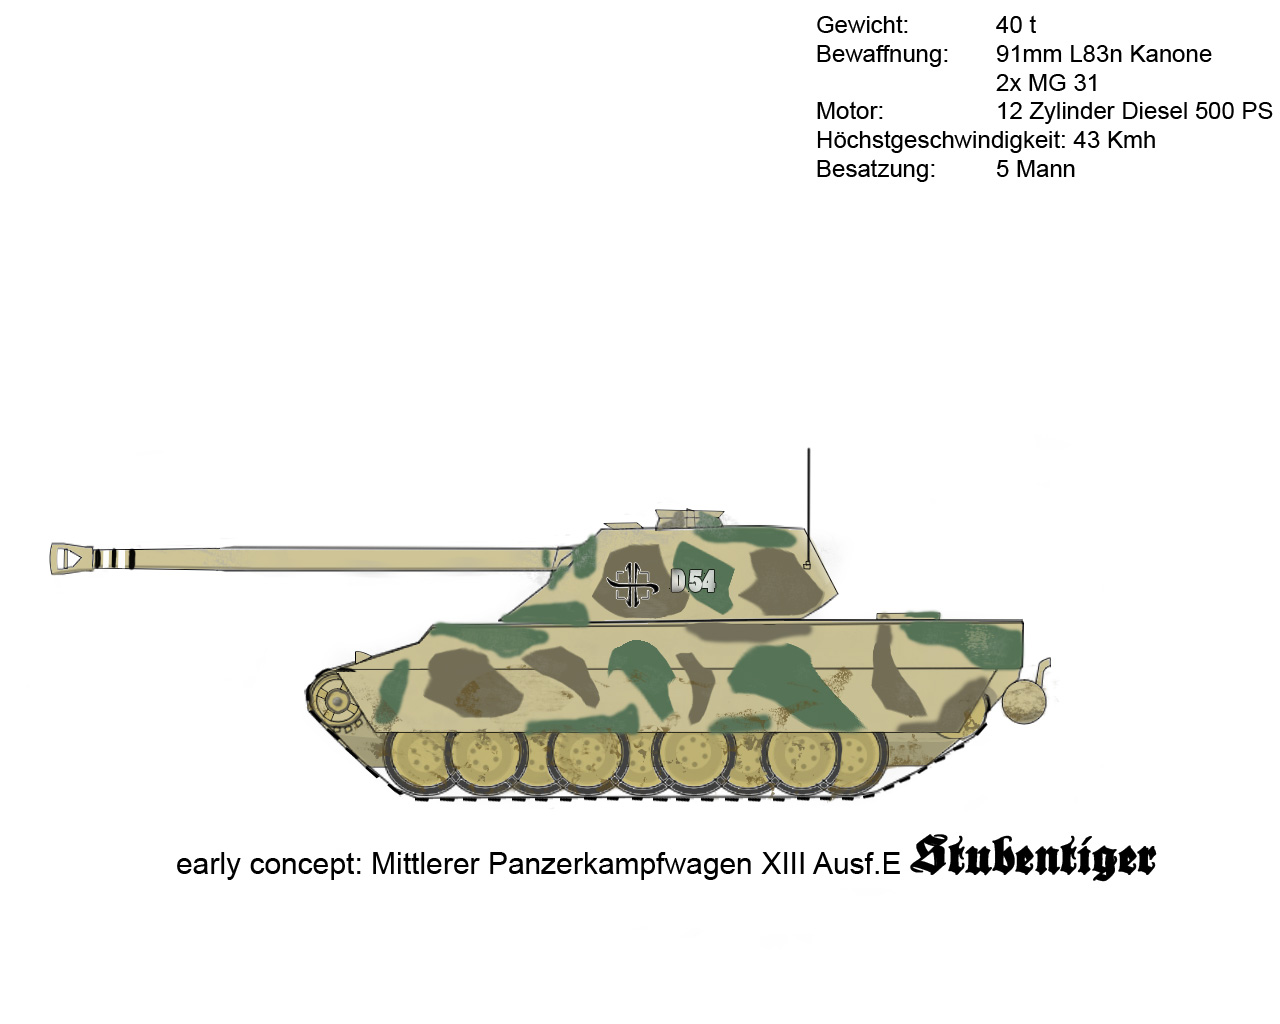 Gewicht: 40 t
Bewaffnung: 91mm L83n Kanone
2x MG 31
Motor: 12 Zylinder Diesel 500 PS
Höchstgeschwindigkeit: 43 Kmh
Besatzung: 5 Mann
D54
early concept: Mittlerer Panzerkampfwagen XIII Ausf.E Stubentiger